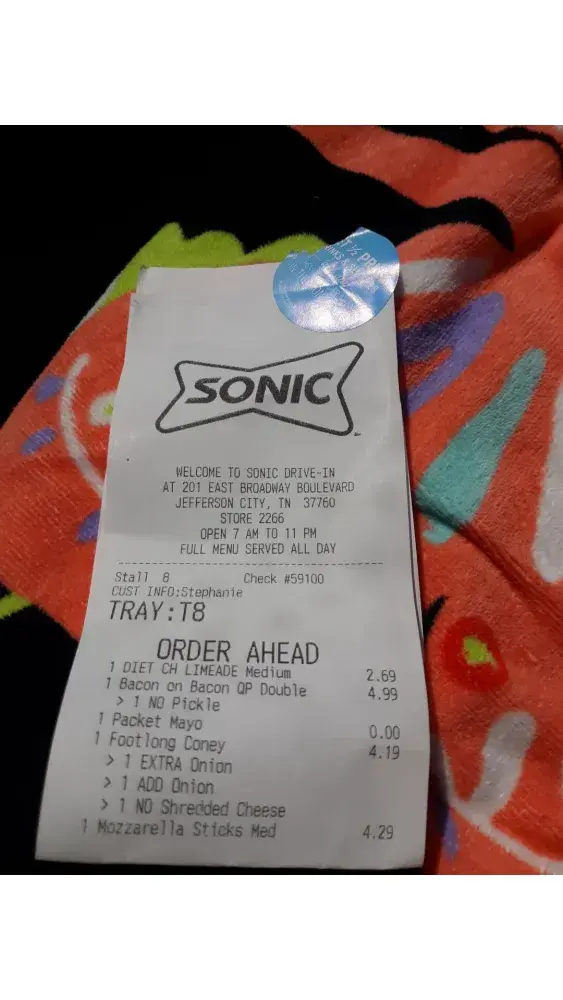 ½ PR
SONIC
WELCOME TO SONIC DRIVE-IN
AT 201 EAST BROADWAY BOULEVARD
JEFFERSON CITY, TN 37760
STORE 2266
OPEN 7 AM TO 11 PM
FULL MENU SERVED ALL DAY
Stall 8 Check #59100
CUST INFO:Stephanie
TRAY:T8
ORDER AHEAD
1 DIET CH LIMEADE Medium 2.69
1 Bacon on Bacon QP Double 4.99
> 1 NO Pickle
1 Packet Mayo 0.00
1 Footlong Coney 4.19
> 1 EXTRA Onion
> 1 ADD Onion
> 1 NO Shredded Cheese
1 Mozzarella Sticks Med 4.29